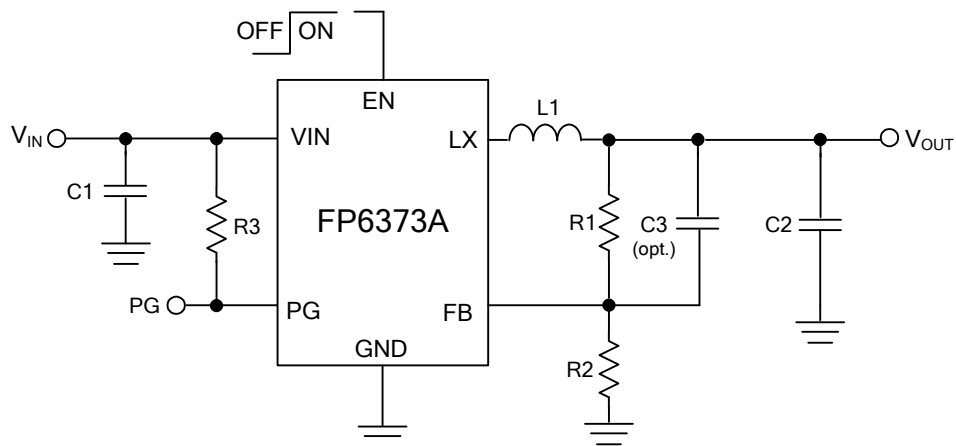 OFF ON
EN
VIN
VIN
LX
L1
VOUT
C1
R3
FP6373A
R1
C3
(opt.)
C2
PG
PG
FB
GND
R2